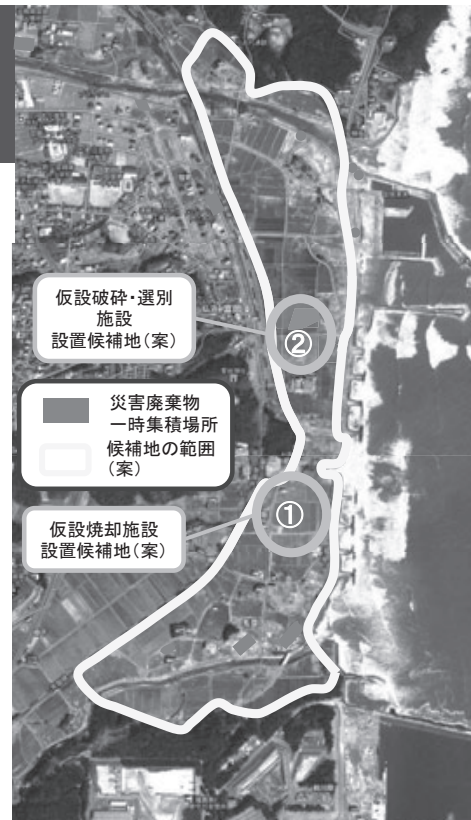 仮設破砕・選別
施設
設置候補地（案）
②
災害廃棄物
一時集積場所
候補地の範囲
（案）
①
仮設焼却施設
設置候補地（案）